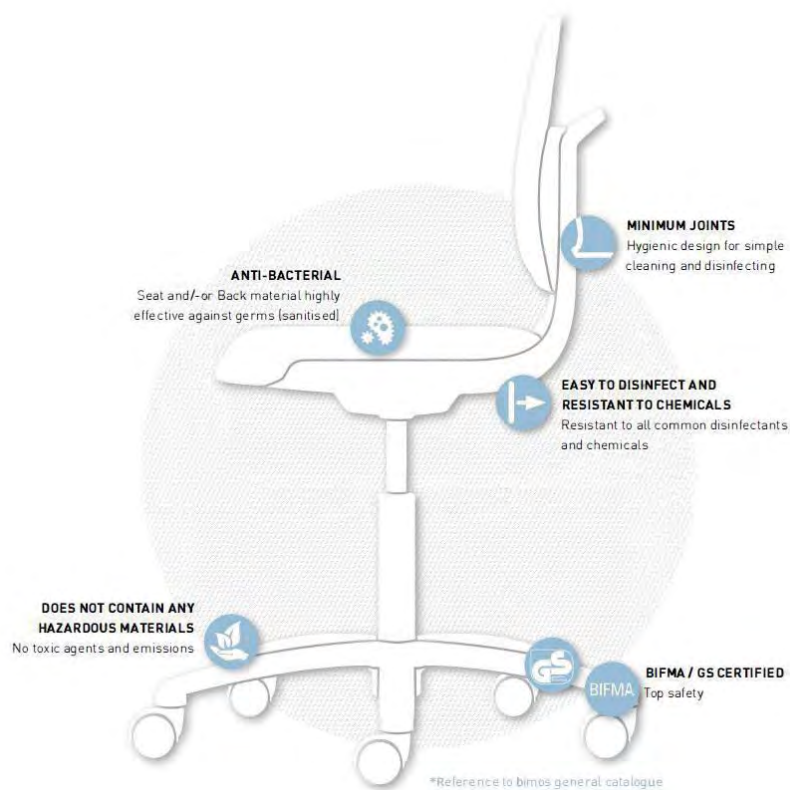 MINIMUM JOINTS
Hygienic design for simple
cleaning and disinfecting
ANTI-BACTERIAL
Seat and/-or Back material highly
effective against germs (sanitised)
EASY TO DISINFECT AND
RESISTANT TO CHEMICALS
Resistant to all common disinfectants
and chemicals
DOES NOT CONTAIN ANY
HAZARDOUS MATERIALS
No toxic agents and emissions
GS
BIFMA
BIFMA / GS CERTIFIED
Top safety
*Reference to bimos general catalogue